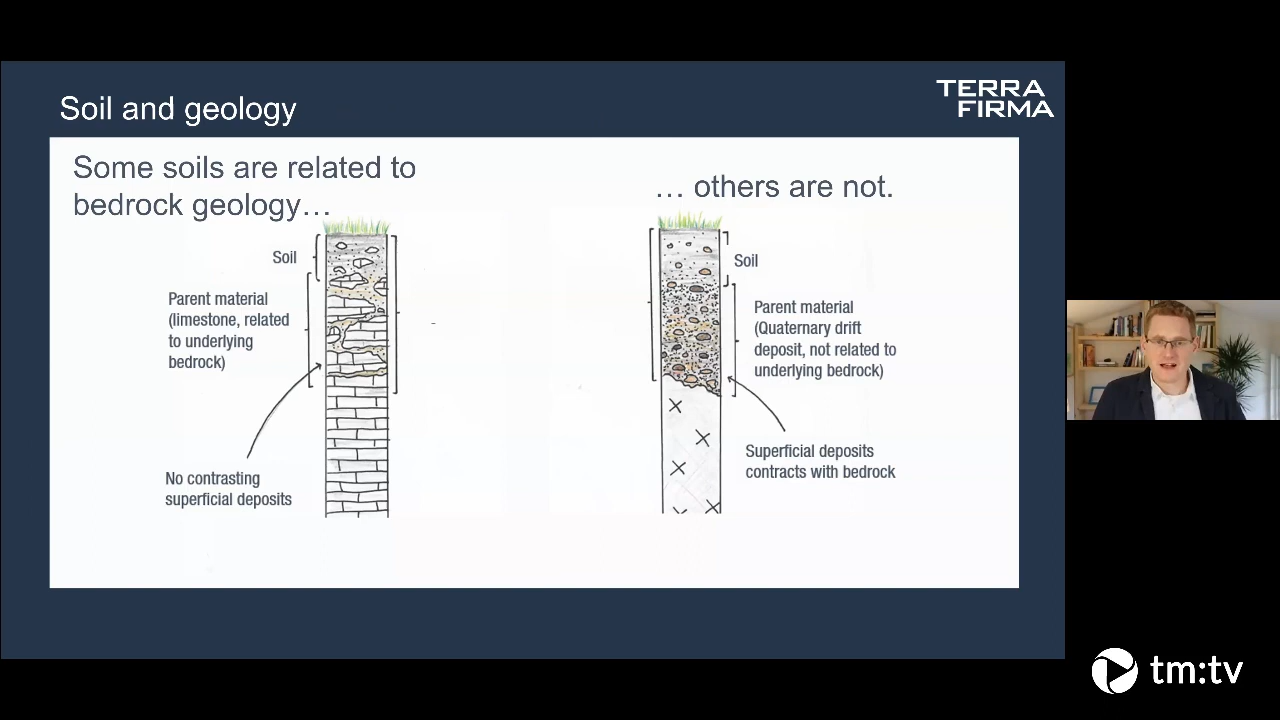 Soil and geology
TERRA
FIRMA
Some soils are related to
bedrock geology…
… others are not.
Soil
Parent material
(limestone, related
to underlying
bedrock)
No contrasting
superficial deposits
Soil
Parent material
(Quaternary drift
deposit, not related to
underlying bedrock)
Superficial deposits
contracts with bedrock
tm:tv